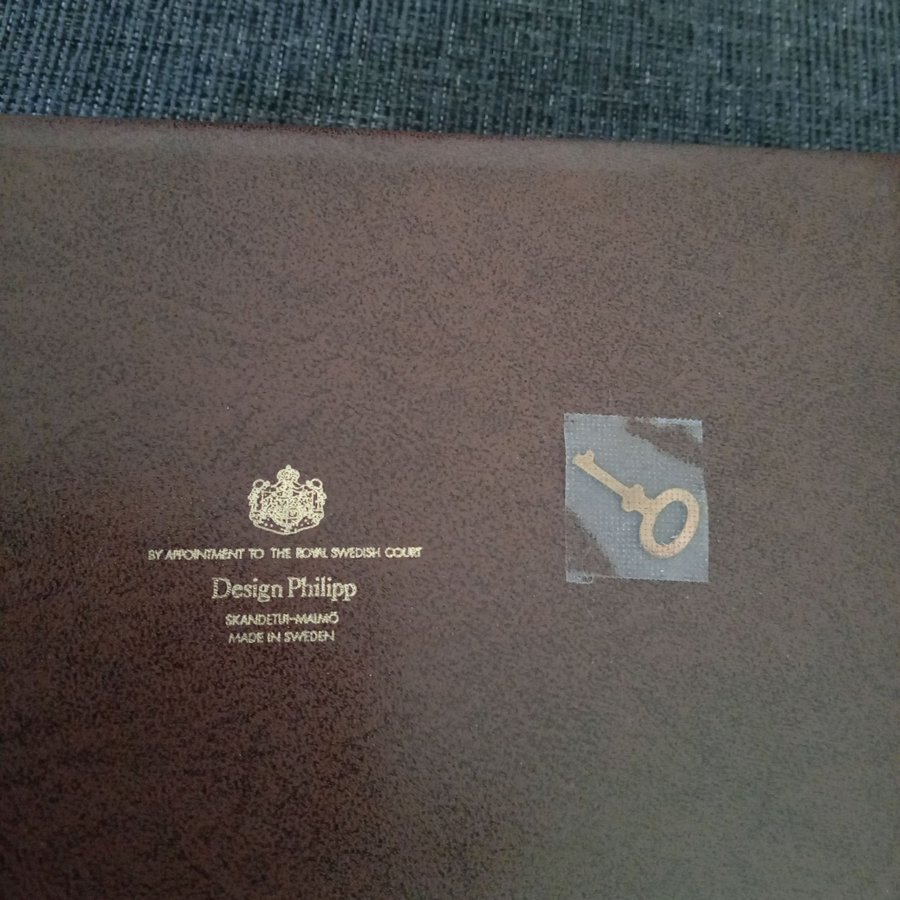 BY APPOINTMENT TO THE ROYAL SWEDISH COURT
Design Philipp
SKANDETUI-MALMÖ
MADE IN SWEDEN